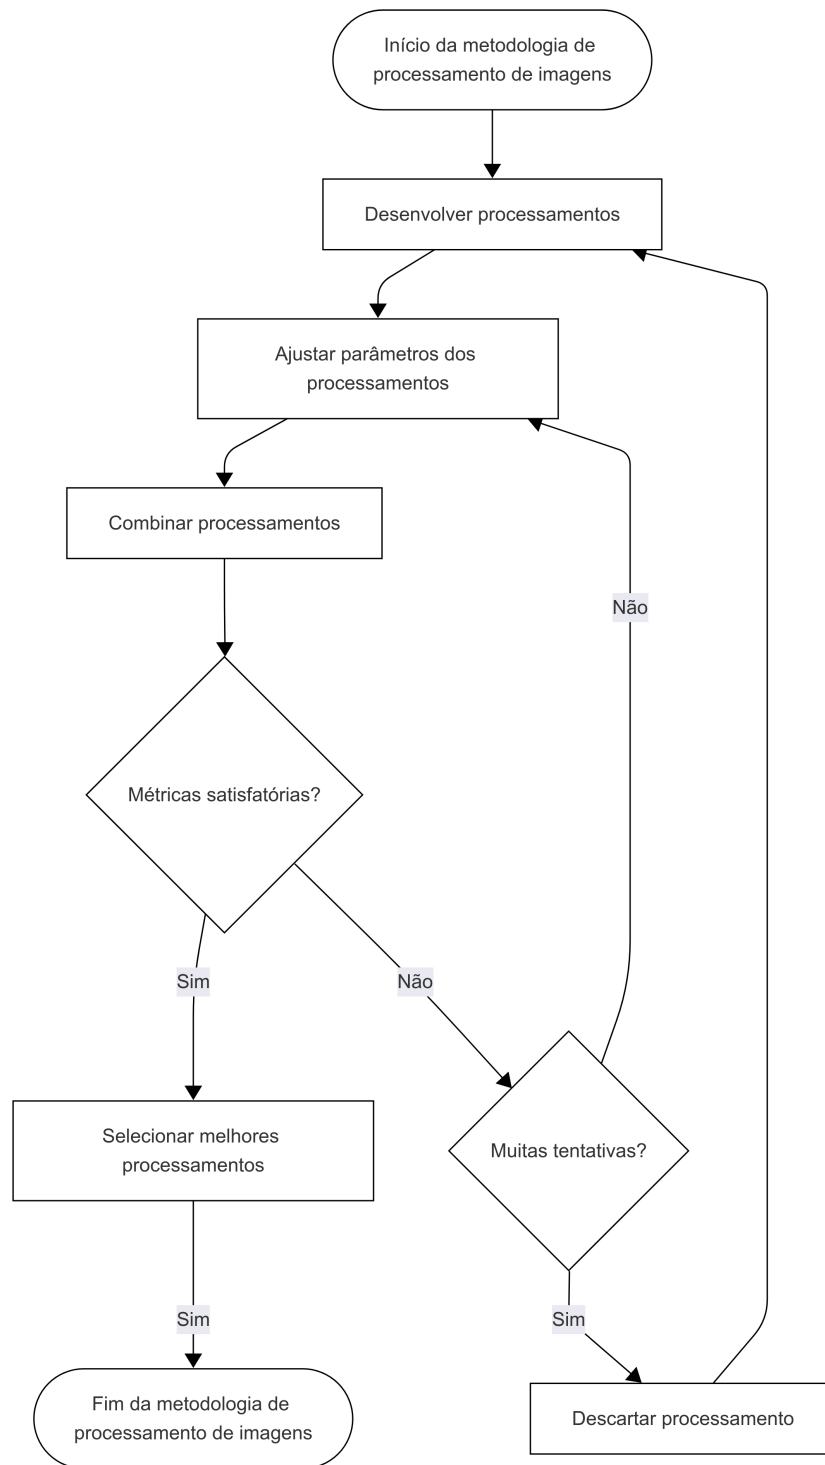 Início da metodologia de
processamento de imagens
Desenvolver processamentos
Ajustar parâmetros dos
processamentos
Combinar processamentos
Não
Métricas satisfatórias?
Sim
Não
Selecionar melhores
processamentos
Muitas tentativas?
Sim
Sim
Fim da metodologia de
processamento de imagens
Descartar processamento